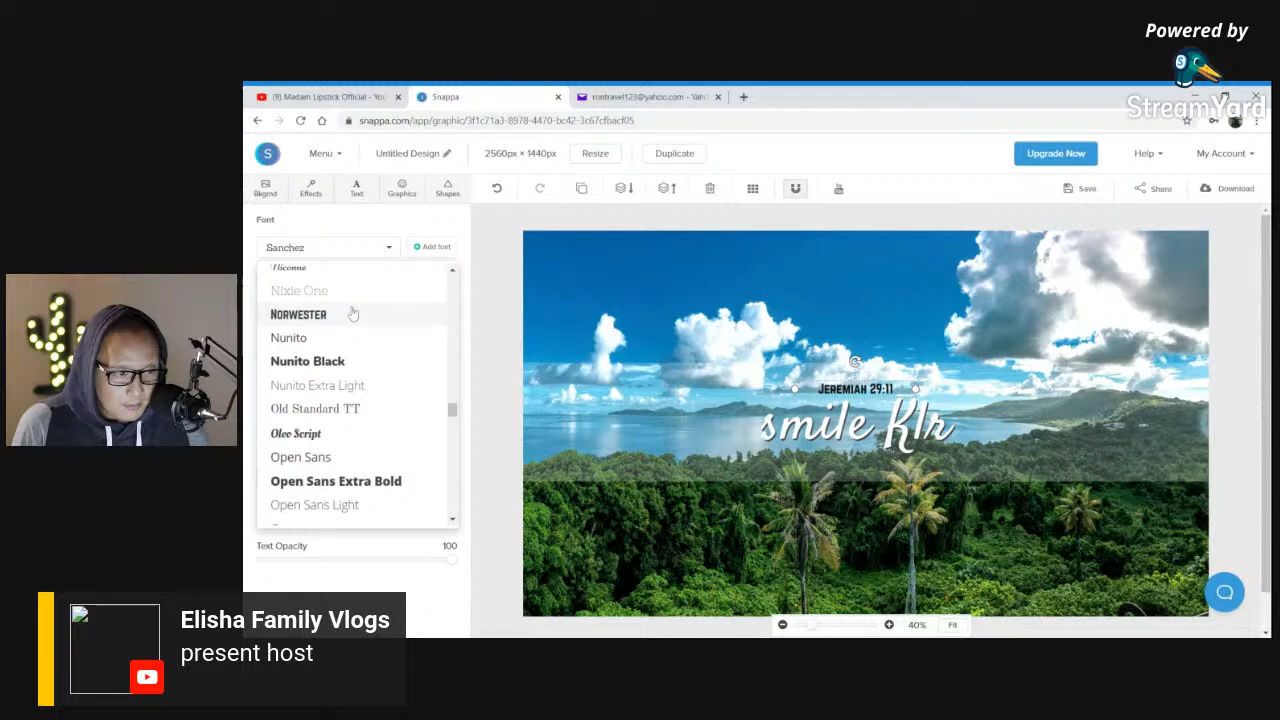 Powered by
StreamYard
(9) Madam Lipstick Official - You
Snappa
rontravel123@yahoo.com - Yaho
snappa.com/app/graphic/3f1c71a3-8978-4470-bc42-3c67cfbacf05
S
Menu
Untitled Design
2560px × 1440px
Resize
Duplicate
Upgrade Now
Help
My Account
Bkgrnd
Effects
Text
Graphics
Shapes
Save
Share
Download
Font
Sanchez
Add font
Niconne
Nixie One
Norwester
Nunito
Nunito Black
Nunito Extra Light
Old Standard TT
Oleo Script
Open Sans
Open Sans Extra Bold
Open Sans Light
Text Opacity
100
Jeremiah 29:11
smile Klr
40%
Fit
Elisha Family Vlogs
present host